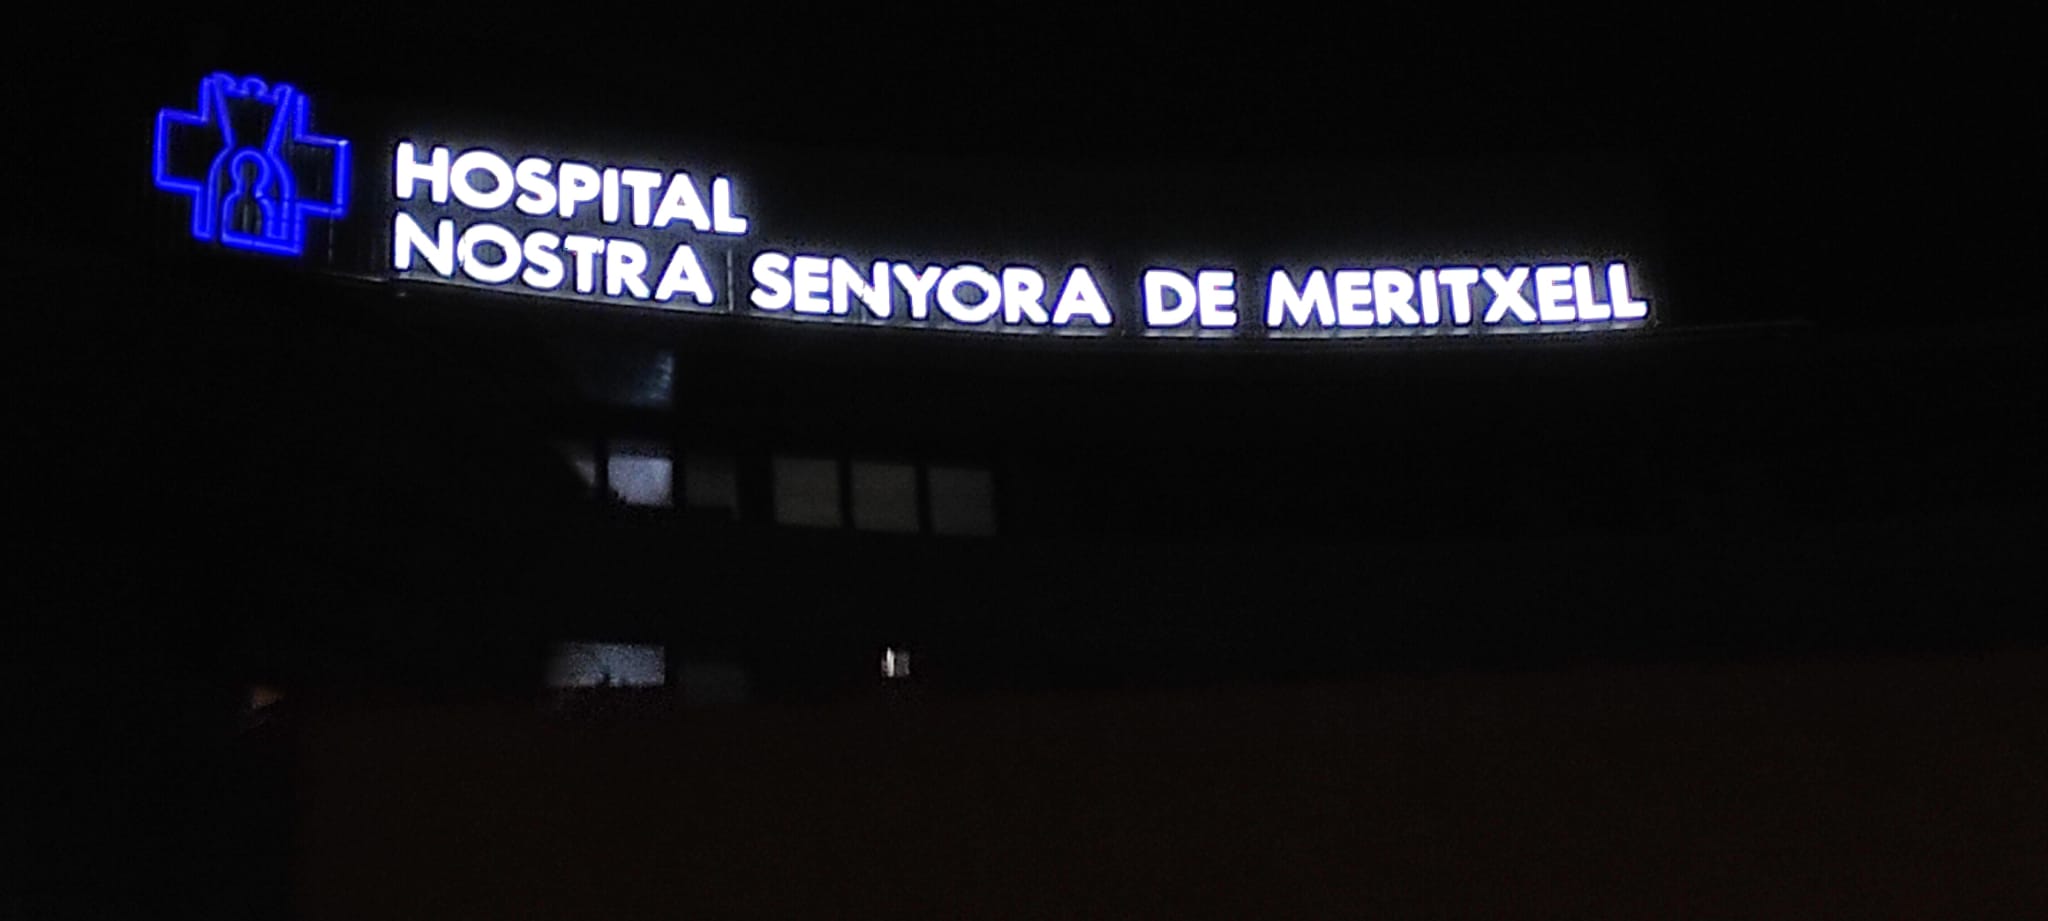 HOSPITAL
NOSTRA SENYORA DE MERITXELL